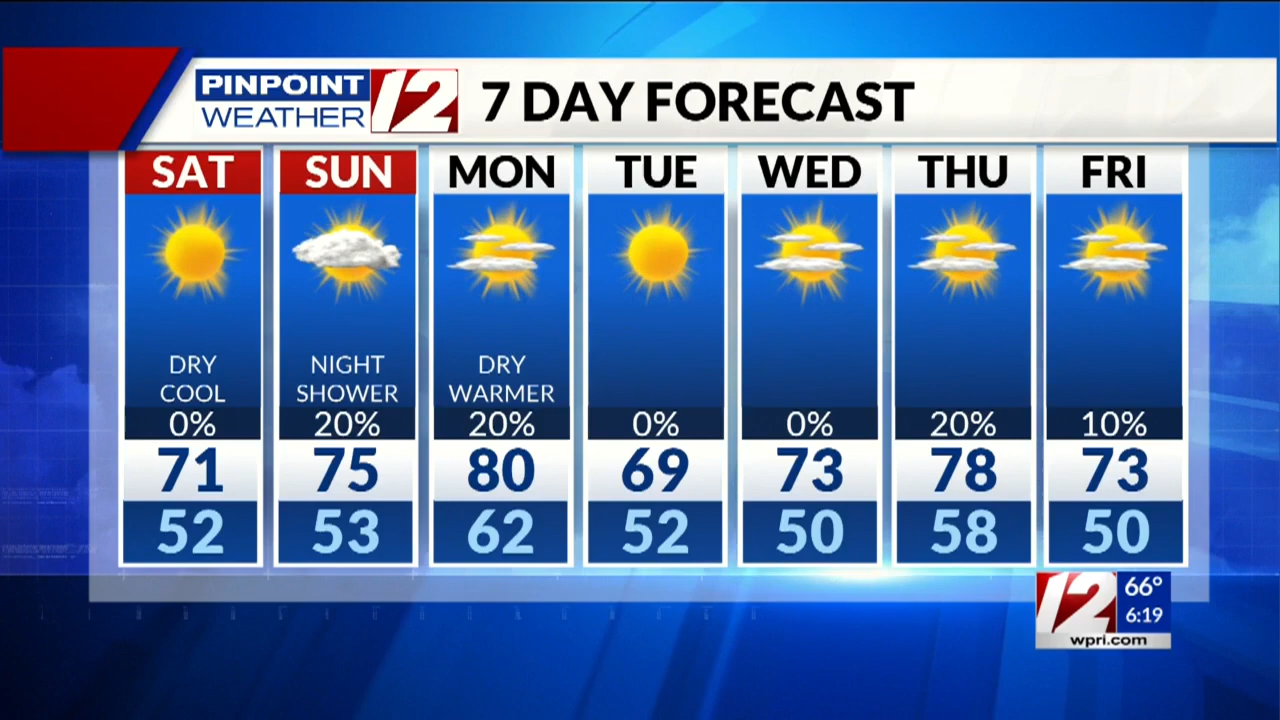 PINPOINT
WEATHER 12
7 DAY FORECAST
SAT SUN MON TUE WED THU FRI
DRY NIGHT DRY
COOL SHOWER WARMER
0% 20% 20% 0% 0% 20% 10%
71 75 80 69 73 78 73
52 53 62 52 50 58 50
12 66°
6:19
wpri.com